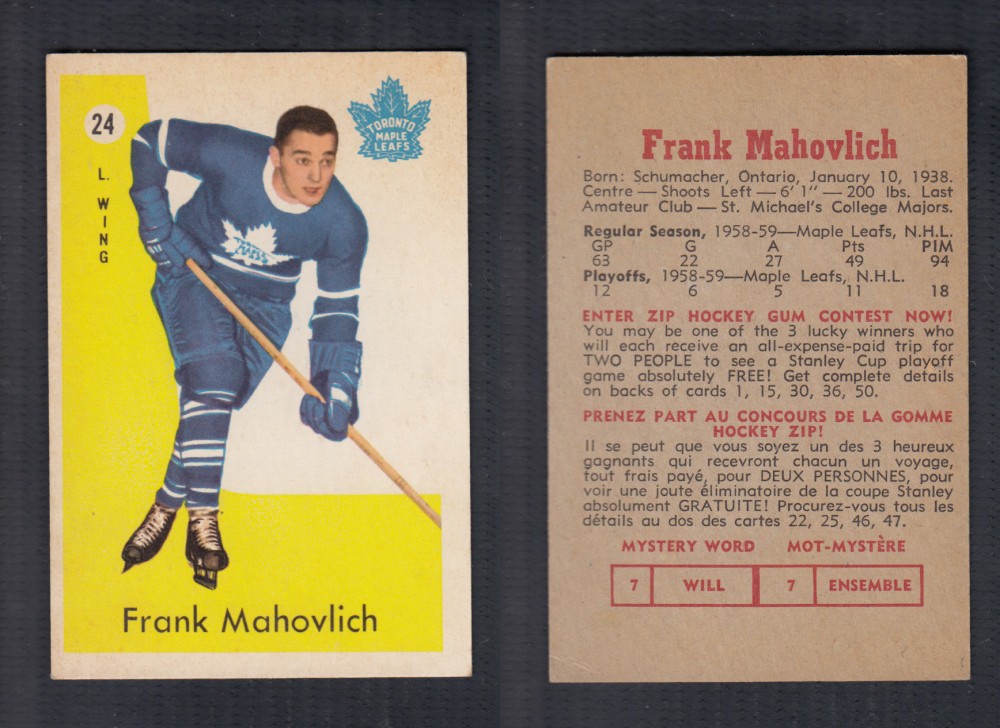 24
L. WING
TORONTO
MAPLE
LEAFS
Frank Mahovlich
Frank Mahovlich
Born: Schumacher, Ontario, January 10, 1938.
Centre — Shoots Left — 6' 1" — 200 lbs. Last
Amateur Club — St. Michael's College Majors.
Regular Season, 1958-59—Maple Leafs, N.H.L.
GP G A Pts PIM
63 22 27 49 94
Playoffs, 1958-59—Maple Leafs, N.H.L.
12 6 5 11 18
ENTER ZIP HOCKEY GUM CONTEST NOW!
You may be one of the 3 lucky winners who
will each receive an all-expense-paid trip for
TWO PEOPLE to see a Stanley Cup playoff
game absolutely FREE! Get complete details
on backs of cards 1, 15, 30, 36, 50.
PRENEZ PART AU CONCOURS DE LA GOMME
HOCKEY ZIP!
Il se peut que vous soyez un des 3 heureux
gagnants qui recevront chacun un voyage,
tout frais payé, pour DEUX PERSONNES, pour
voir une joute éliminatoire de la coupe Stanley
absolument GRATUITE! Procurez-vous tous les
détails au dos des cartes 22, 25, 46, 47.
MYSTERY WORD MOT-MYSTÈRE
7 WILL 7 ENSEMBLE